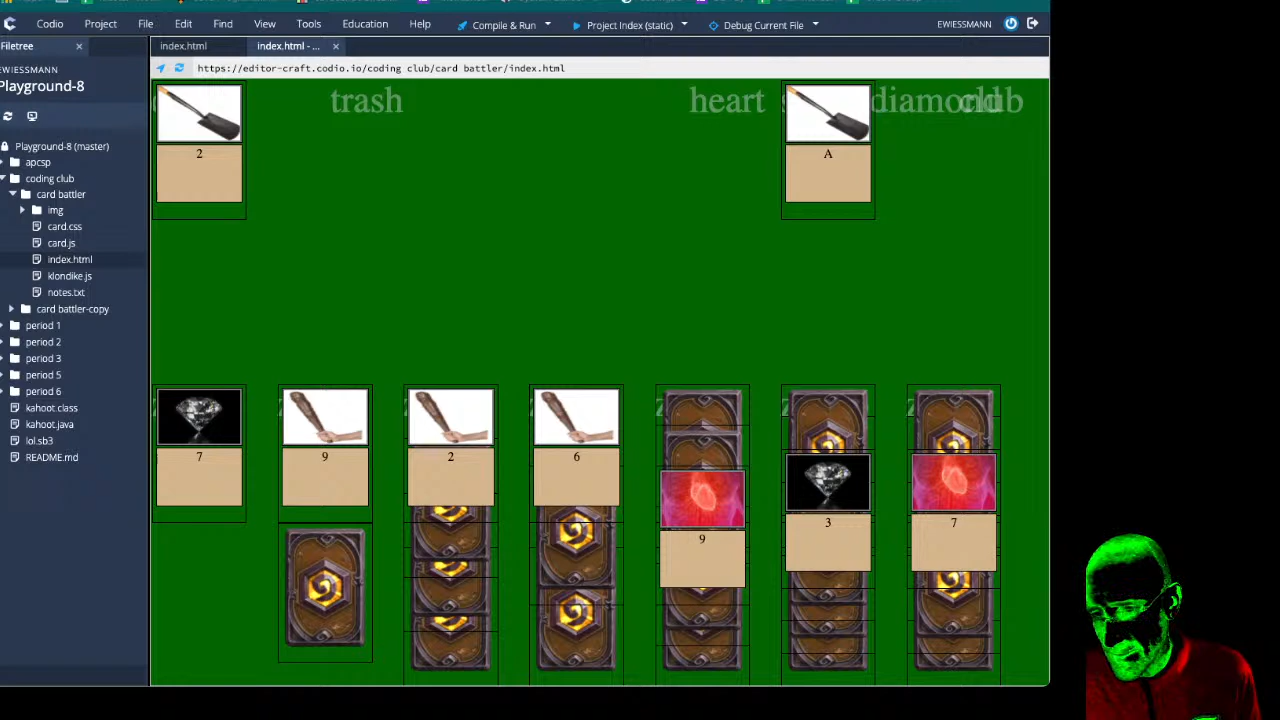 Codio Project File Edit Find View Tools Education Help Compile & Run Project Index (static) Debug Current File EWIESSMANN
Filetree
index.html
index.html - ...
EWIESSMANN
Playground-8
https://editor-craft.codio.io/coding club/card battler/index.html
Playground-8 (master)
apcsp
coding club
card battler
img
card.css
card.js
index.html
klondike.js
notes.txt
card battler-copy
period 1
period 2
period 3
period 5
period 6
kahoot.class
kahoot.java
lol.sb3
README.md
trash
heart
diamond
club
2
A
7
9
2
6
9
3
7